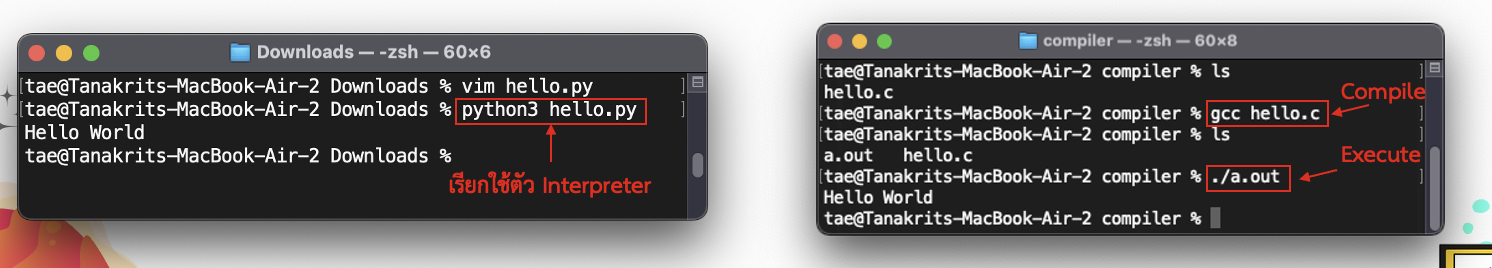 Downloads — -zsh — 60×6
[tae@Tanakrits-MacBook-Air-2 Downloads % vim hello.py ]
[tae@Tanakrits-MacBook-Air-2 Downloads % python3 hello.py ]
Hello World
tae@Tanakrits-MacBook-Air-2 Downloads %
เรียกใช้ตัว Interpreter
compiler — -zsh — 60×8
[tae@Tanakrits-MacBook-Air-2 compiler % ls ]
hello.c
Compile
[tae@Tanakrits-MacBook-Air-2 compiler % gcc hello.c ]
[tae@Tanakrits-MacBook-Air-2 compiler % ls ]
a.out hello.c
Execute
[tae@Tanakrits-MacBook-Air-2 compiler % ./a.out ]
Hello World
tae@Tanakrits-MacBook-Air-2 compiler %